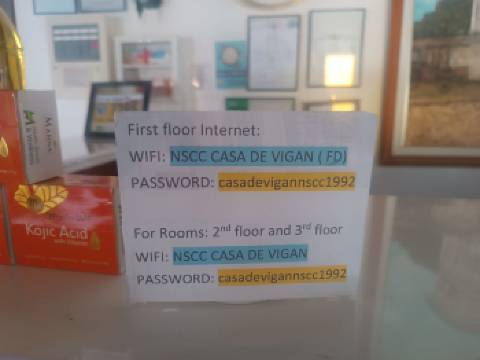 First floor Internet:
WIFI: NSCC CASA DE VIGAN ( FD)
PASSWORD: casadevigannscc1992
For Rooms: 2nd floor and 3rd floor
WIFI: NSCC CASA DE VIGAN
PASSWORD: casadevigannscc1992
Kojic Acid